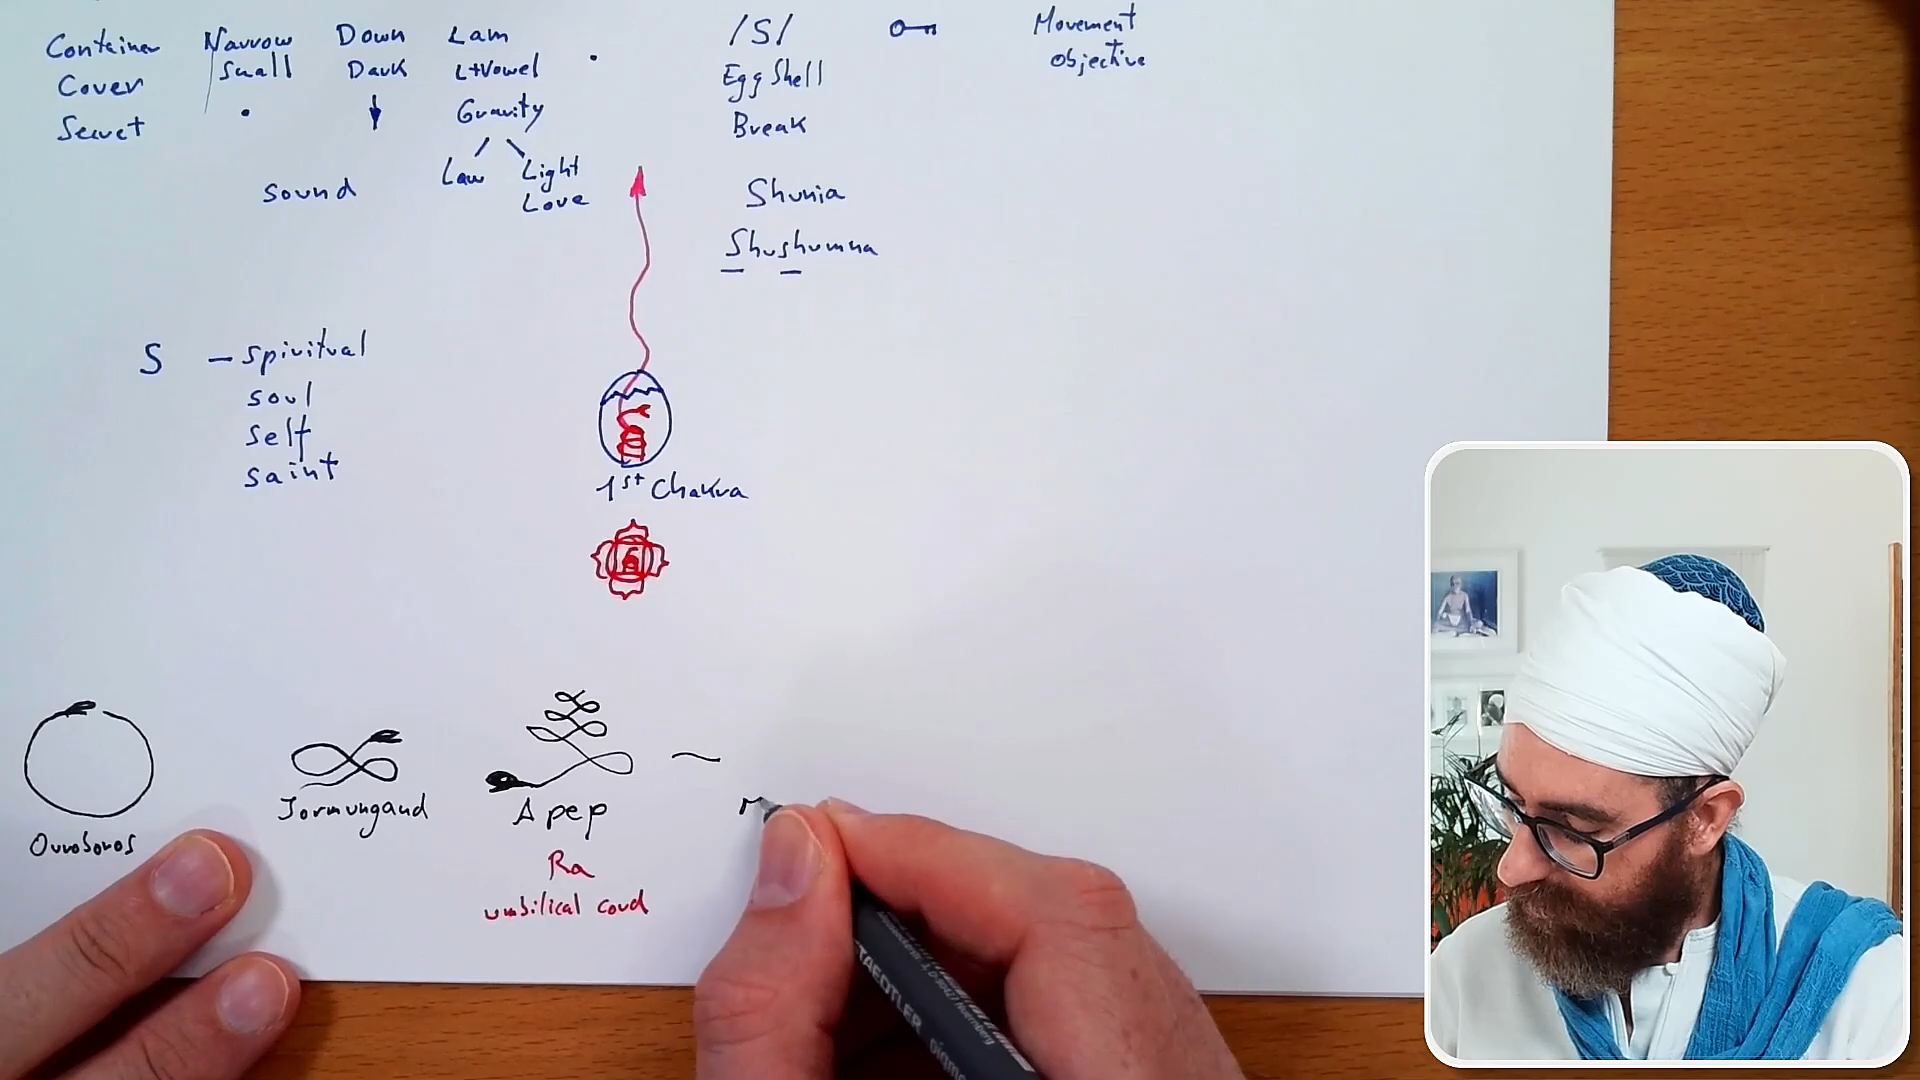 Container
Cover
Secret
Narrow
Small
Down
Dark
Lam
L+Vowel
Gravity
Law
Light
Love
sound
/S/
Egg Shell
Break
Shunia
Shushumna
Movement
Objective
S - spiritual
soul
self
saint
1st Chakra
Ouroboros
Jormungand
Apep
Ra
umbilical cord
STAEDTLER